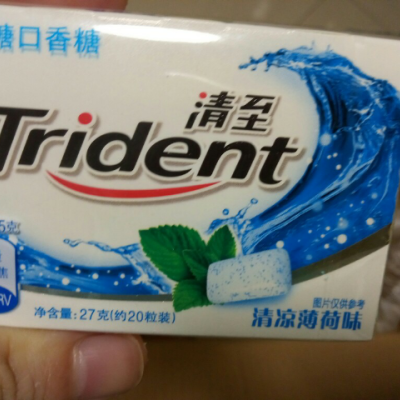 糖口香糖
清至
Trident
图片仅供参考
净含量:27克(约20粒装)
清凉薄荷味